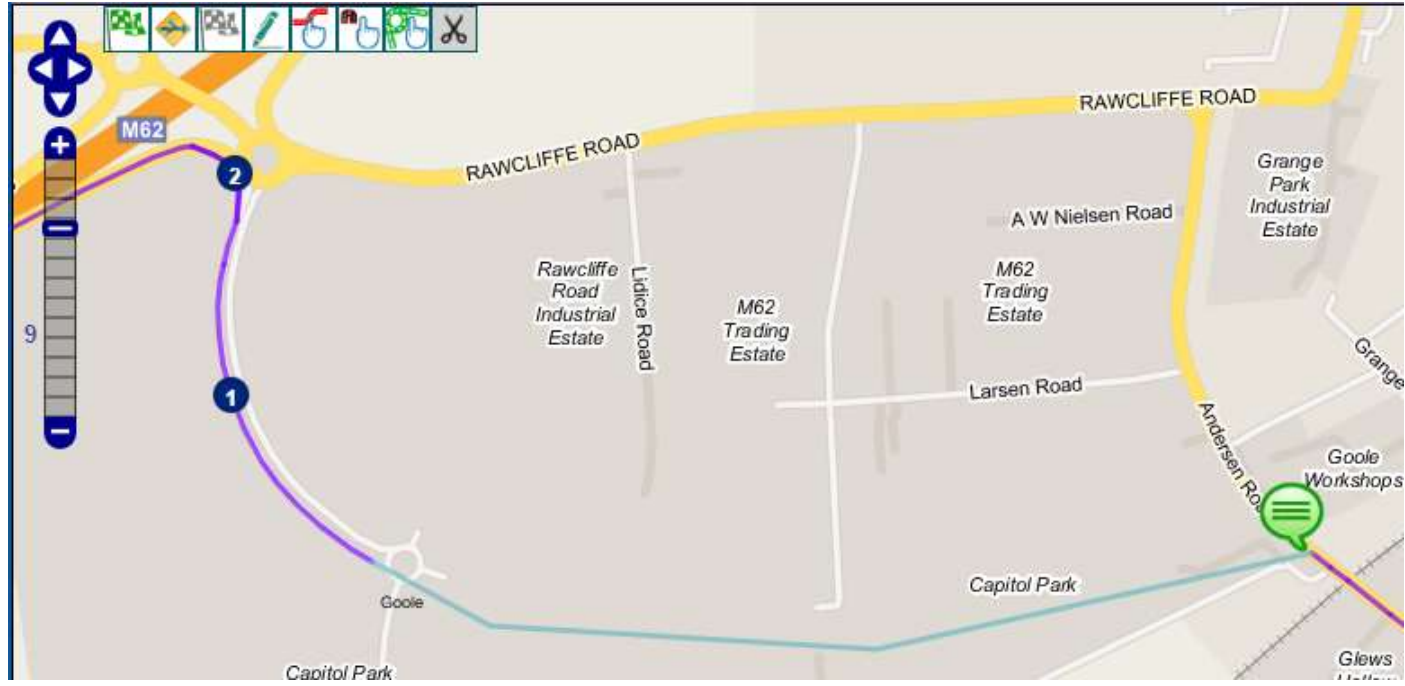 M62
RAWCLIFFE ROAD
RAWCLIFFE ROAD
2
Grange
Park
Industrial
Estate
A W Nielsen Road
Rawcliffe
Road
Industrial
Estate
Lidice Road
M62
Trading
Estate
M62
Trading
Estate
9
Grange
Larsen Road
1
Andersen
Goole
Workshops
Capitol Park
Goole
Capitol Park
Glews